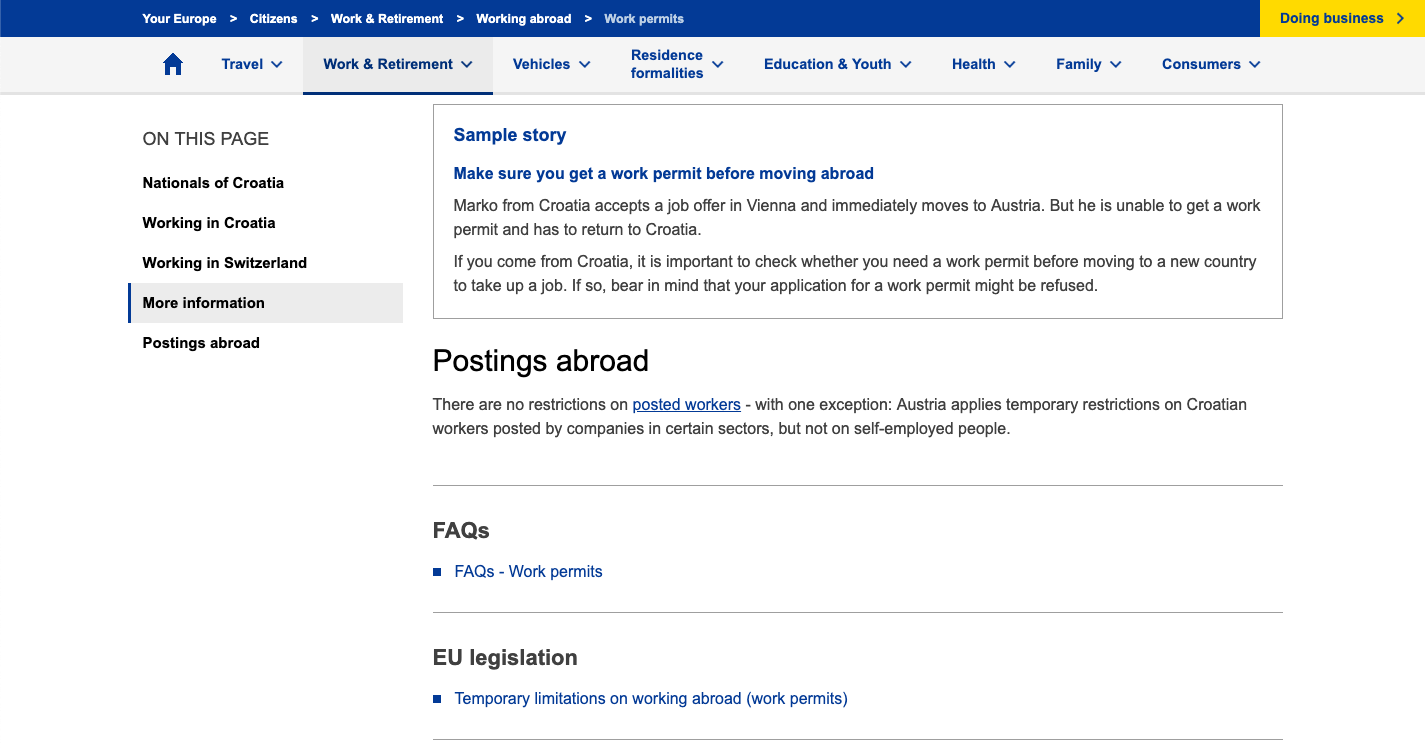 Your Europe > Citizens > Work & Retirement > Working abroad > Work permits
Doing business >
Travel
Work & Retirement
Vehicles
Residence
formalities
Education & Youth
Health
Family
Consumers
ON THIS PAGE
Nationals of Croatia
Working in Croatia
Working in Switzerland
More information
Postings abroad
Sample story
Make sure you get a work permit before moving abroad
Marko from Croatia accepts a job offer in Vienna and immediately moves to Austria. But he is unable to get a work
permit and has to return to Croatia.
If you come from Croatia, it is important to check whether you need a work permit before moving to a new country
to take up a job. If so, bear in mind that your application for a work permit might be refused.
Postings abroad
There are no restrictions on posted workers - with one exception: Austria applies temporary restrictions on Croatian
workers posted by companies in certain sectors, but not on self-employed people.
FAQs
FAQs - Work permits
EU legislation
Temporary limitations on working abroad (work permits)